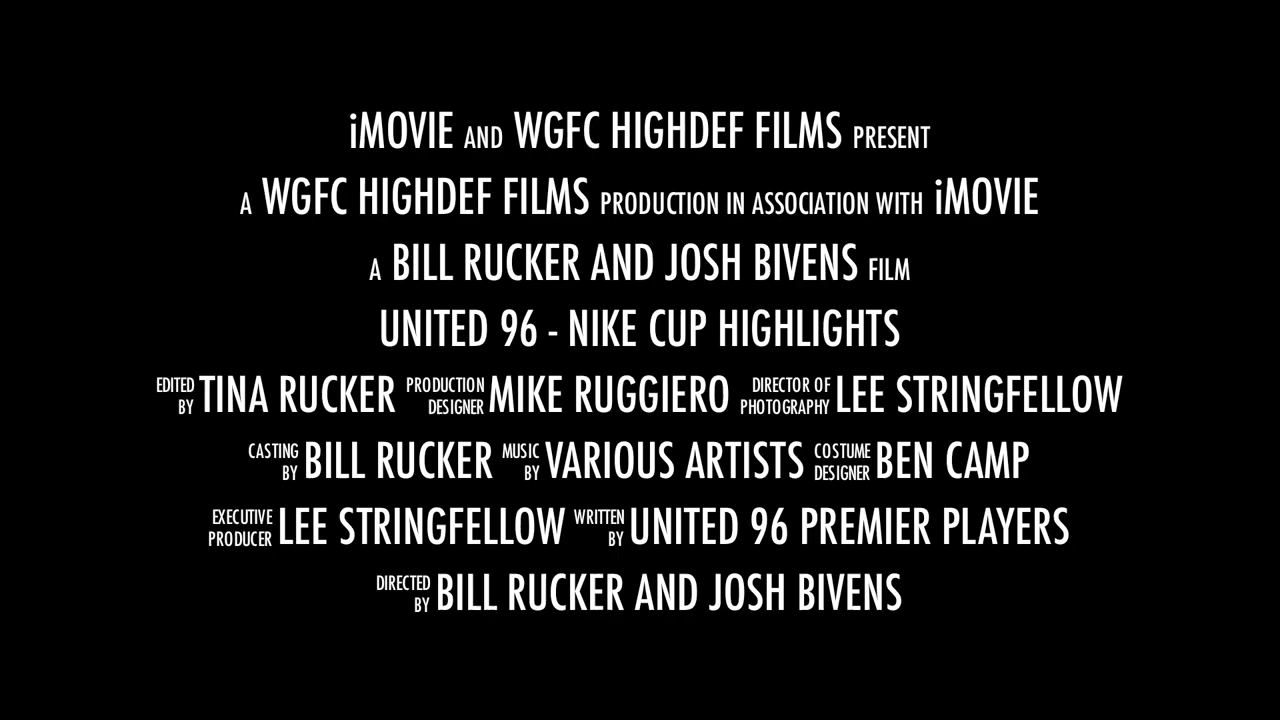 iMOVIE AND WGFC HIGHDEF FILMS PRESENT
A WGFC HIGHDEF FILMS PRODUCTION IN ASSOCIATION WITH iMOVIE
A BILL RUCKER AND JOSH BIVENS FILM
UNITED 96 - NIKE CUP HIGHLIGHTS
EDITED BY TINA RUCKER PRODUCTION DESIGNER MIKE RUGGIERO DIRECTOR OF PHOTOGRAPHY LEE STRINGFELLOW
CASTING BY BILL RUCKER MUSIC BY VARIOUS ARTISTS COSTUME DESIGNER BEN CAMP
EXECUTIVE PRODUCER LEE STRINGFELLOW WRITTEN BY UNITED 96 PREMIER PLAYERS
DIRECTED BY BILL RUCKER AND JOSH BIVENS